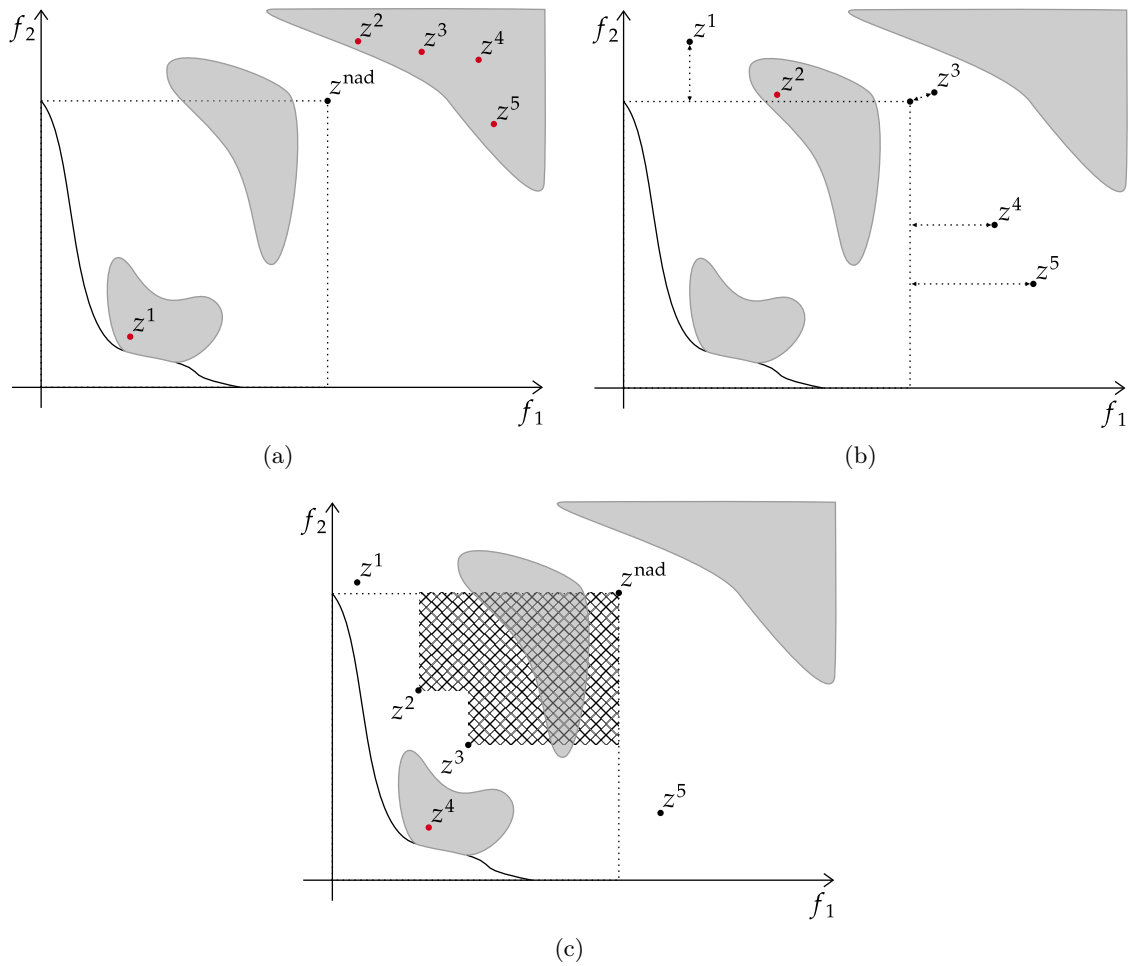 f₂
z²
z³
z⁴
zⁿᵃᵈ
z⁵
z¹
f₁
(a)
f₂
z¹
z²
z³
z⁴
z⁵
f₁
(b)
f₂
z¹
zⁿᵃᵈ
z²
z³
z⁴
z⁵
f₁
(c)